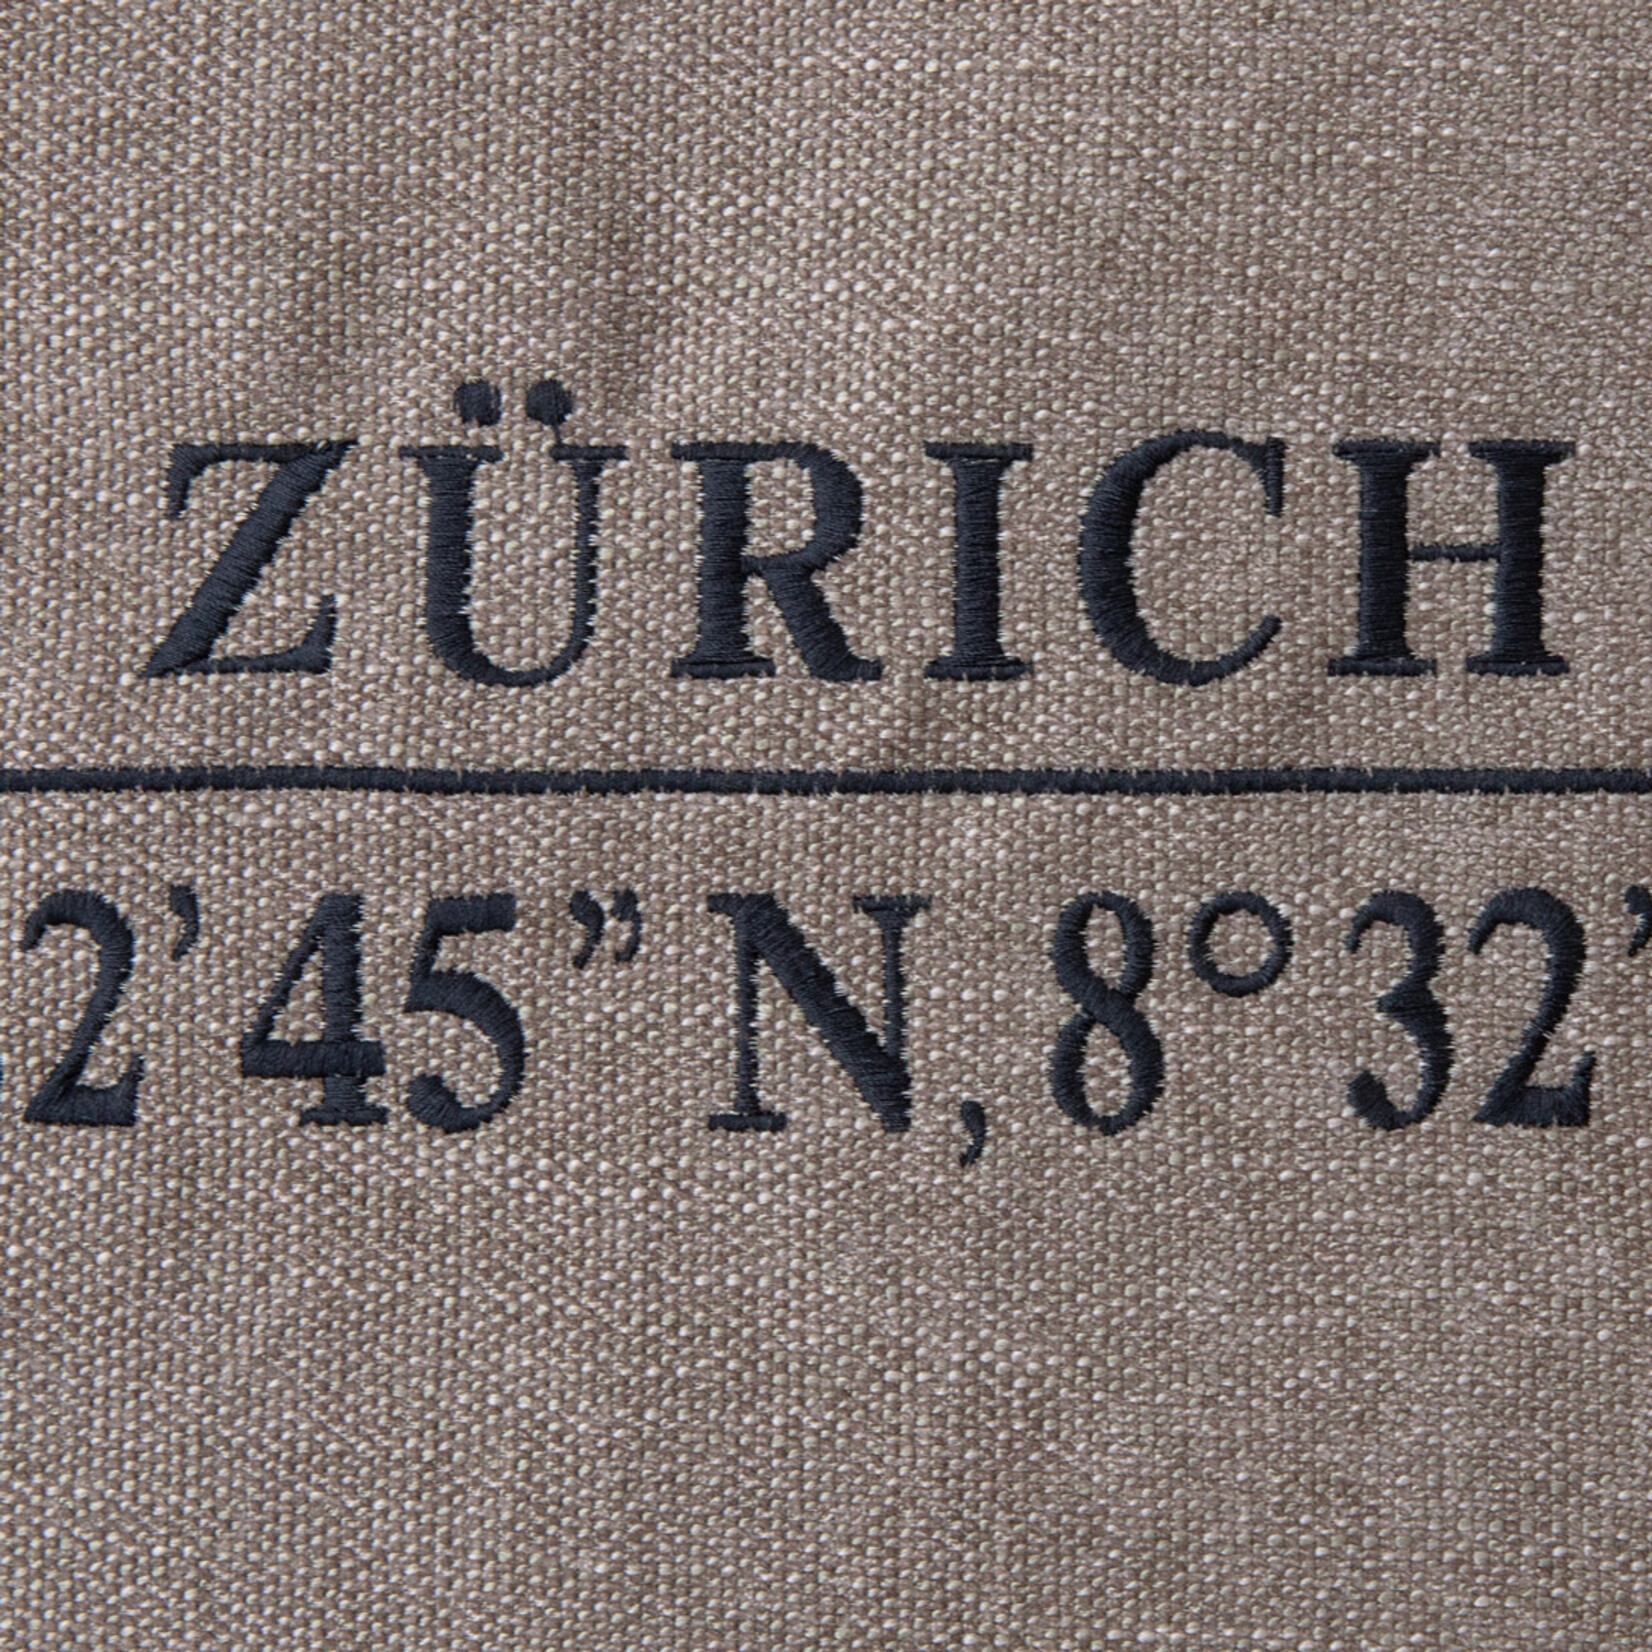 ZÜRICH
2’45” N, 8° 32’